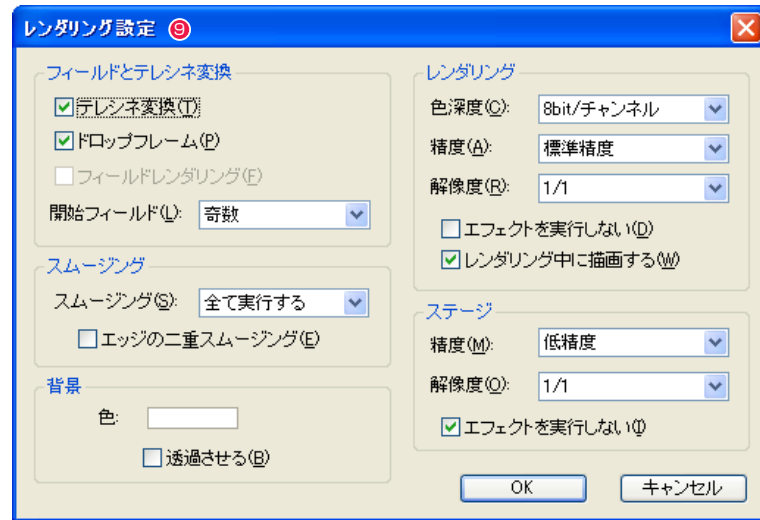 レンダリング設定 9
フィールドとテレシネ変換
テレシネ変換(T)
ドロップフレーム(P)
フィールドレンダリング(F)
開始フィールド(L): 奇数
スムージング
スムージング(S): 全て実行する
エッジの二重スムージング(E)
背景
色:
透過させる(B)
レンダリング
色深度(C): 8bit/チャンネル
精度(A): 標準精度
解像度(R): 1/1
エフェクトを実行しない(D)
レンダリング中に描画する(W)
ステージ
精度(M): 低精度
解像度(O): 1/1
エフェクトを実行しない(I)
OK キャンセル